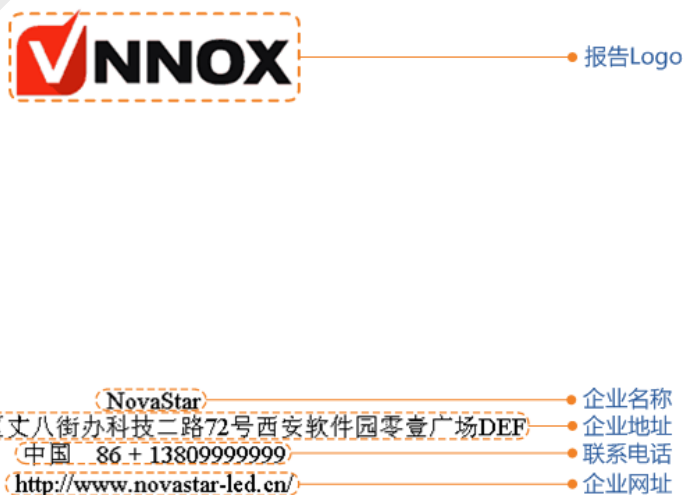 VNNOX 报告Logo
NovaStar 企业名称
丈八街办科技二路72号西安软件园零壹广场DEF 企业地址
中国 86 + 13809999999 联系电话
http://www.novastar-led.cn/ 企业网址